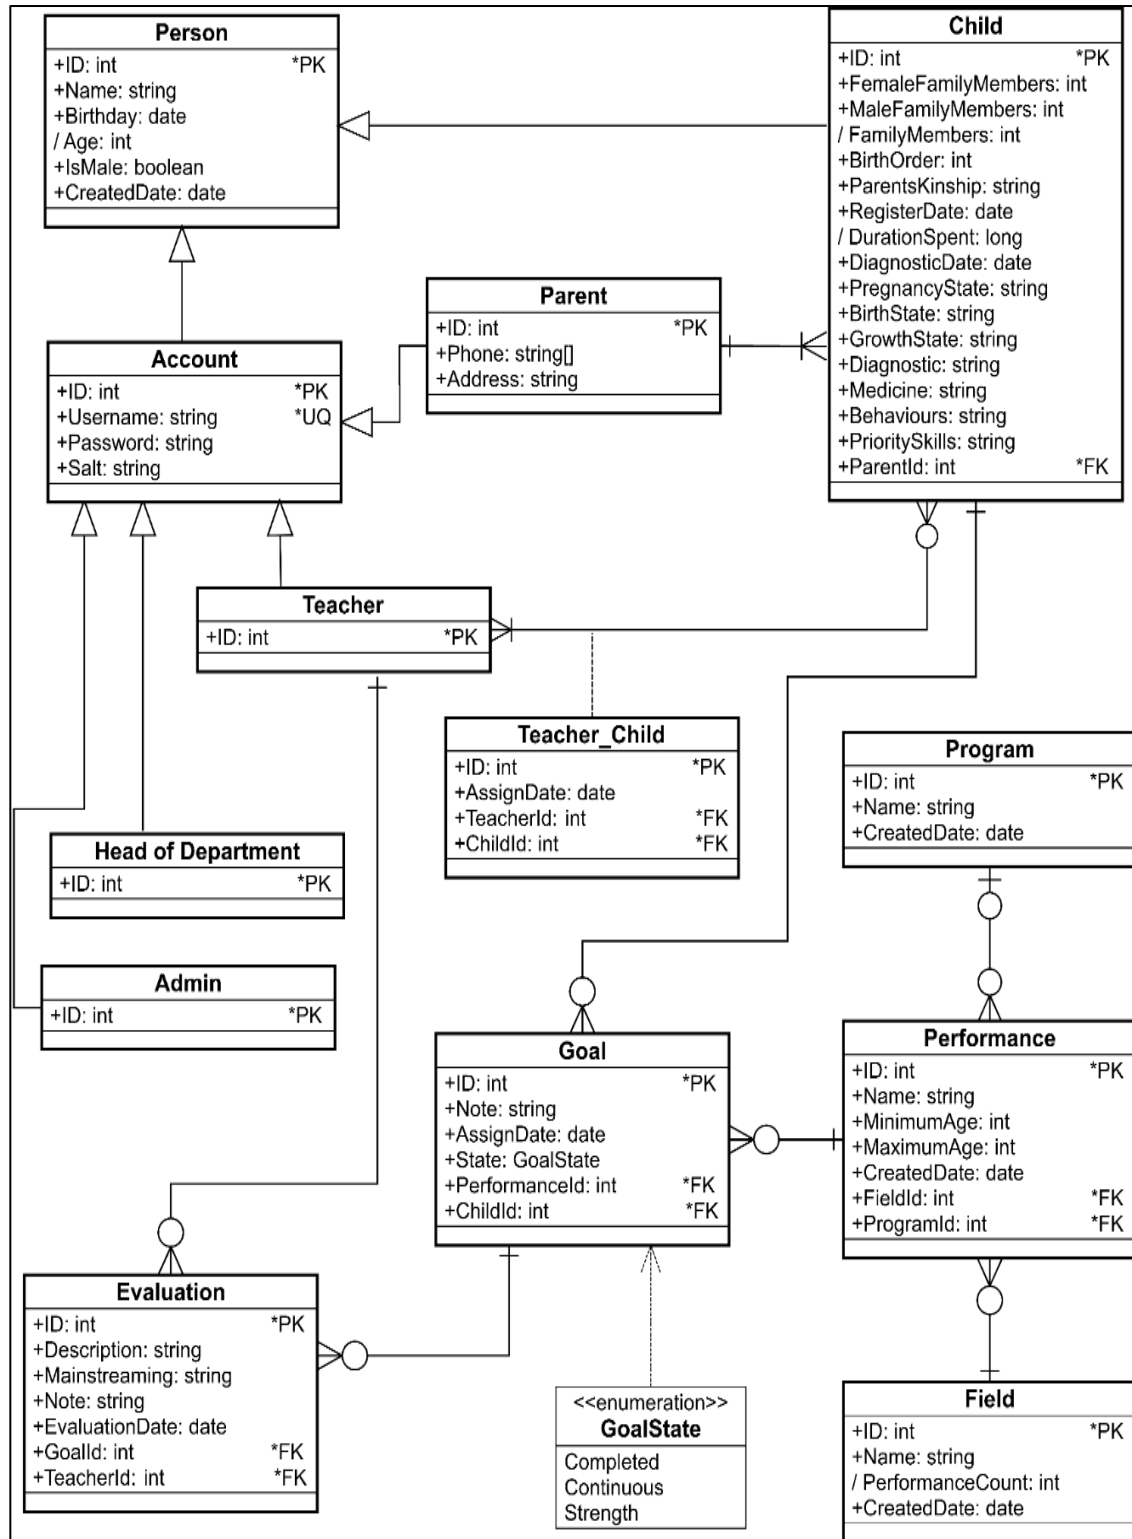 Person
+ID: int *PK
+Name: string
+Birthday: date
/ Age: int
+IsMale: boolean
+CreatedDate: date
Child
+ID: int *PK
+FemaleFamilyMembers: int
+MaleFamilyMembers: int
/ FamilyMembers: int
+BirthOrder: int
+ParentsKinship: string
+RegisterDate: date
/ DurationSpent: long
+DiagnosticDate: date
+PregnancyState: string
+BirthState: string
+GrowthState: string
+Diagnostic: string
+Medicine: string
+Behaviours: string
+PrioritySkills: string
+ParentId: int *FK
Parent
+ID: int *PK
+Phone: string[]
+Address: string
Account
+ID: int *PK
+Username: string *UQ
+Password: string
+Salt: string
Teacher
+ID: int *PK
Teacher_Child
+ID: int *PK
+AssignDate: date
+TeacherId: int *FK
+ChildId: int *FK
Program
+ID: int *PK
+Name: string
+CreatedDate: date
Head of Department
+ID: int *PK
Admin
+ID: int *PK
Goal
+ID: int *PK
+Note: string
+AssignDate: date
+State: GoalState
+PerformanceId: int *FK
+ChildId: int *FK
Performance
+ID: int *PK
+Name: string
+MinimumAge: int
+MaximumAge: int
+CreatedDate: date
+FieldId: int *FK
+ProgramId: int *FK
Evaluation
+ID: int *PK
+Description: string
+Mainstreaming: string
+Note: string
+EvaluationDate: date
+GoalId: int *FK
+TeacherId: int *FK
<<enumeration>>
GoalState
Completed
Continuous
Strength
Field
+ID: int *PK
+Name: string
/ PerformanceCount: int
+CreatedDate: date